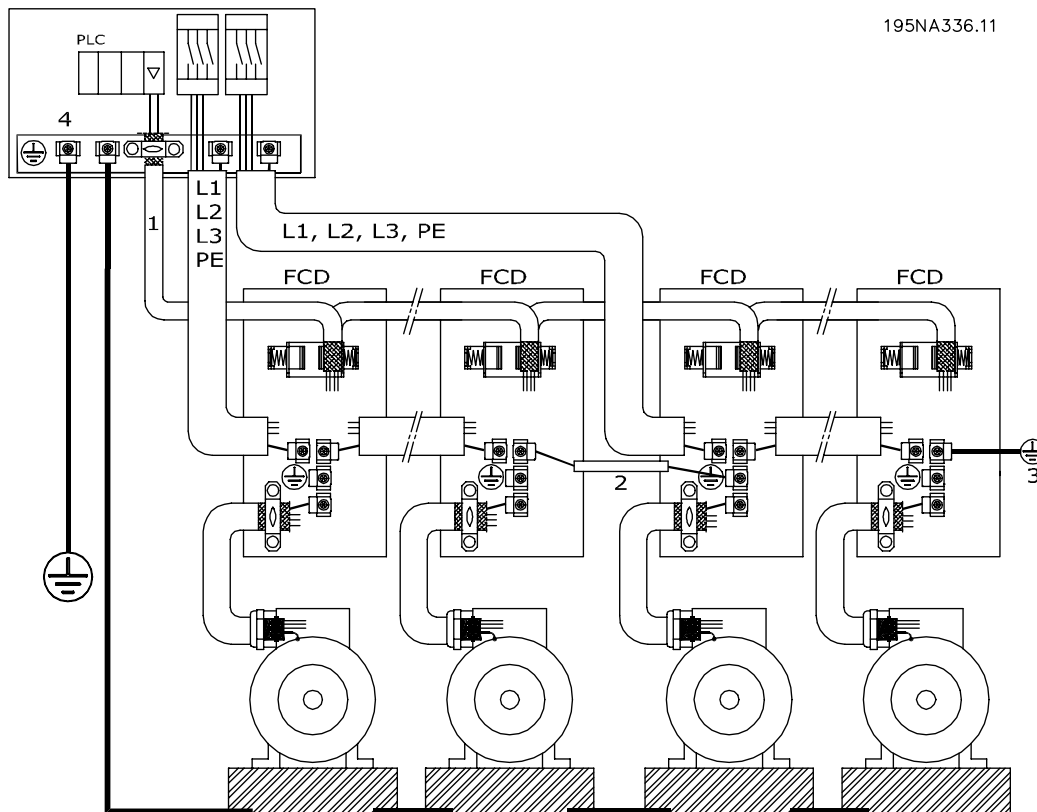 195NA336.11
PLC
4
1
L1
L2
L3
PE
L1, L2, L3, PE
FCD
FCD
FCD
FCD
2
3